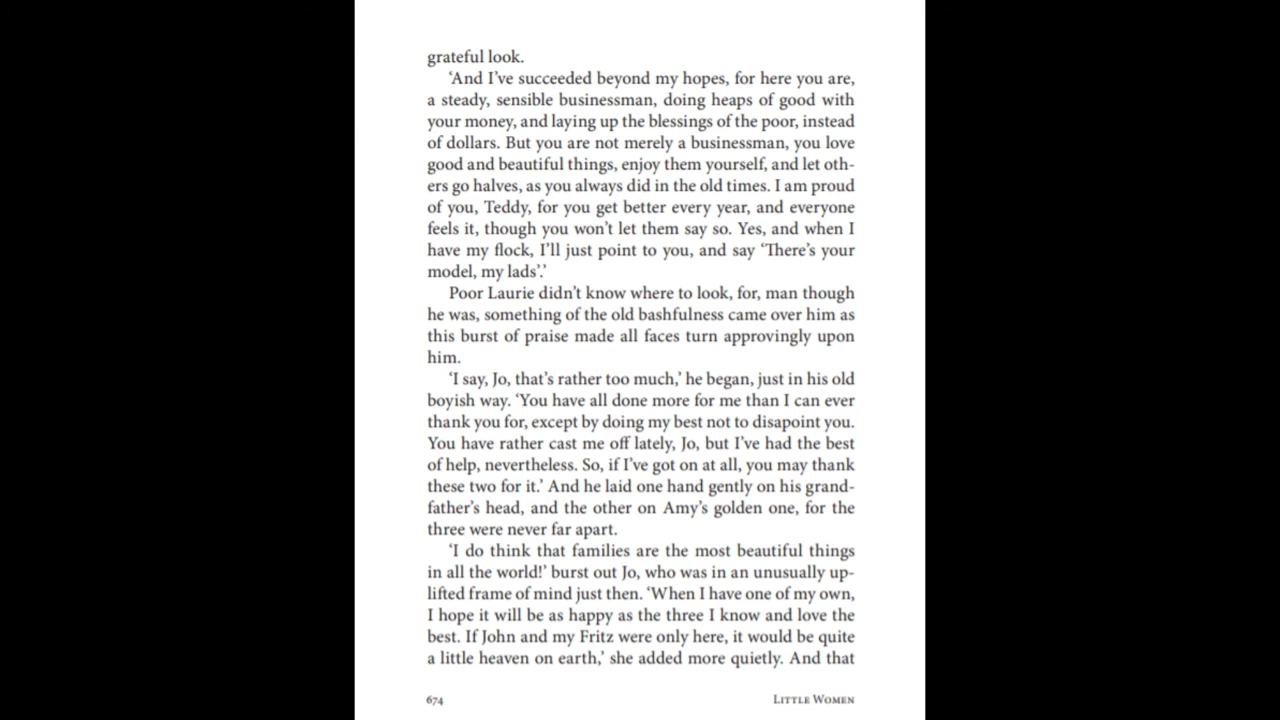 grateful look.
‘And I’ve succeeded beyond my hopes, for here you are,
a steady, sensible businessman, doing heaps of good with
your money, and laying up the blessings of the poor, instead
of dollars. But you are not merely a businessman, you love
good and beautiful things, enjoy them yourself, and let oth-
ers go halves, as you always did in the old times. I am proud
of you, Teddy, for you get better every year, and everyone
feels it, though you won’t let them say so. Yes, and when I
have my flock, I’ll just point to you, and say ‘There’s your
model, my lads’.’
Poor Laurie didn’t know where to look, for, man though
he was, something of the old bashfulness came over him as
this burst of praise made all faces turn approvingly upon
him.
‘I say, Jo, that’s rather too much,’ he began, just in his old
boyish way. ‘You have all done more for me than I can ever
thank you for, except by doing my best not to disapoint you.
You have rather cast me off lately, Jo, but I’ve had the best
of help, nevertheless. So, if I’ve got on at all, you may thank
these two for it.’ And he laid one hand gently on his grand-
father’s head, and the other on Amy’s golden one, for the
three were never far apart.
‘I do think that families are the most beautiful things
in all the world!’ burst out Jo, who was in an unusually up-
lifted frame of mind just then. ‘When I have one of my own,
I hope it will be as happy as the three I know and love the
best. If John and my Fritz were only here, it would be quite
a little heaven on earth,’ she added more quietly. And that
674 Little Women